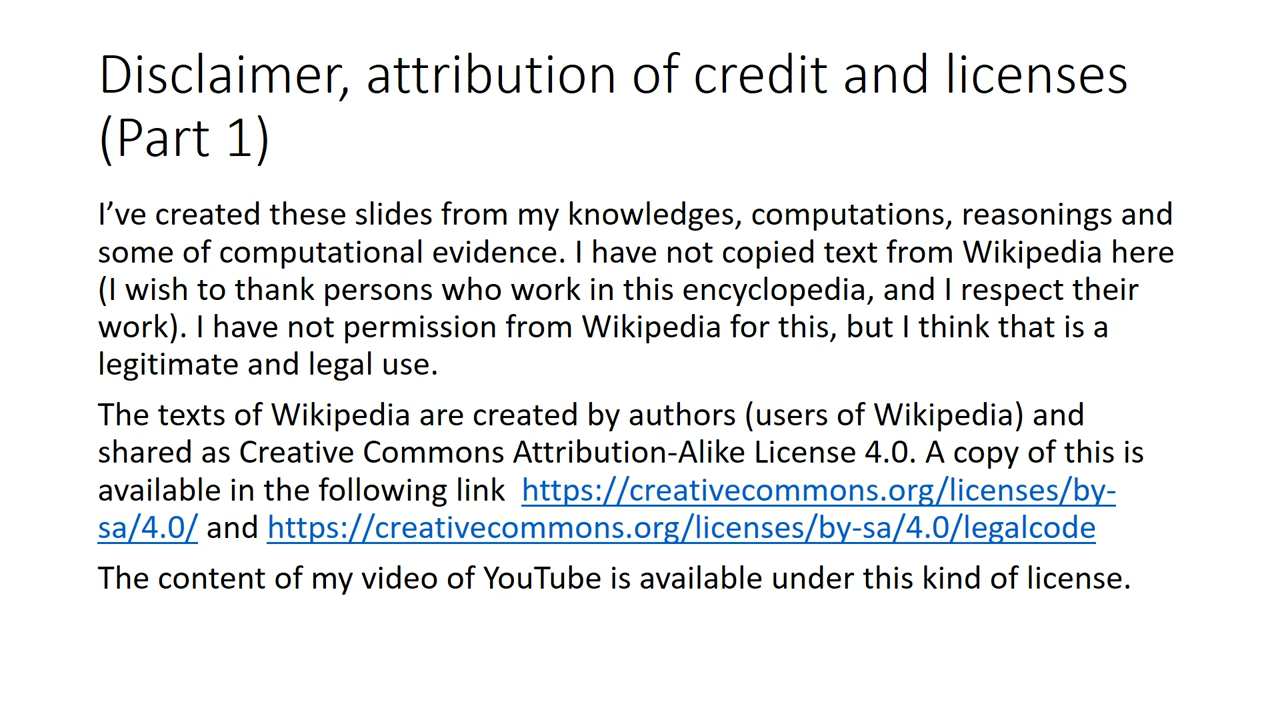 Disclaimer, attribution of credit and licenses
(Part 1)
I’ve created these slides from my knowledges, computations, reasonings and
some of computational evidence. I have not copied text from Wikipedia here
(I wish to thank persons who work in this encyclopedia, and I respect their
work). I have not permission from Wikipedia for this, but I think that is a
legitimate and legal use.
The texts of Wikipedia are created by authors (users of Wikipedia) and
shared as Creative Commons Attribution-Alike License 4.0. A copy of this is
available in the following link  https://creativecommons.org/licenses/by-
sa/4.0/ and https://creativecommons.org/licenses/by-sa/4.0/legalcode
The content of my video of YouTube is available under this kind of license.